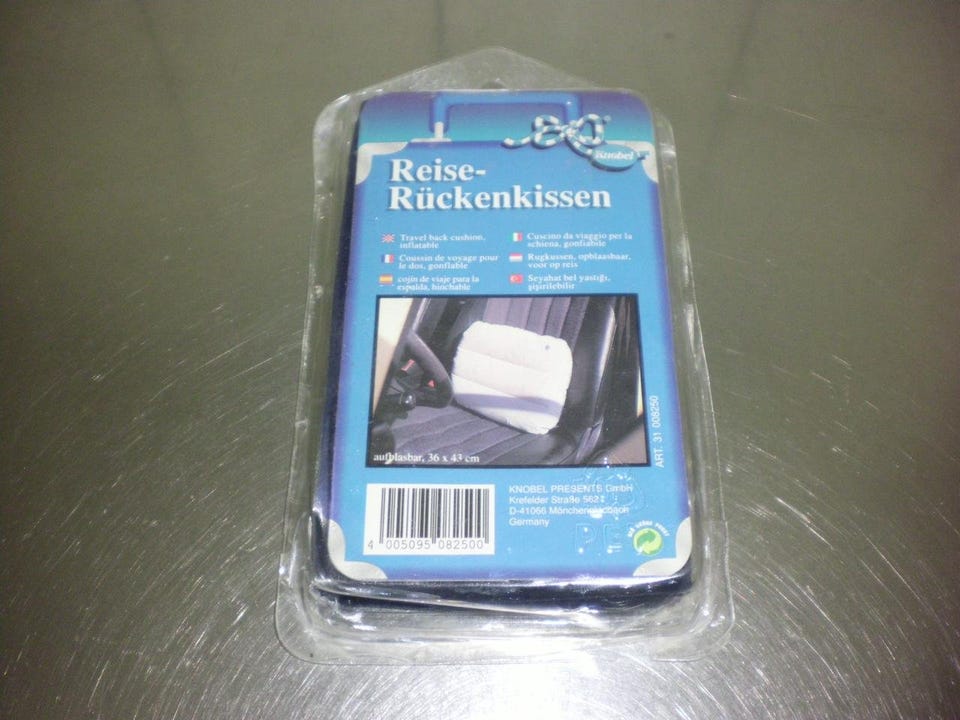 Knobel
Reise-
Rückenkissen
Travel back cushion,
inflatable
Coussin de voyage pour
le dos, gonflable
cojín de viaje para la
espalda, hinchable
Cuscino da viaggio per la
schiena, gonfiabile
Rugkussen, opblaasbaar,
voor op reis
Seyahat bel yastığı,
şişirilebilir
aufblasbar, 36 x 43 cm
ART. 31 008250
4 005095 082500
KNOBEL PRESENTS GmbH
Krefelder Straße
D-41066 Mönchengladbach
Germany
PET